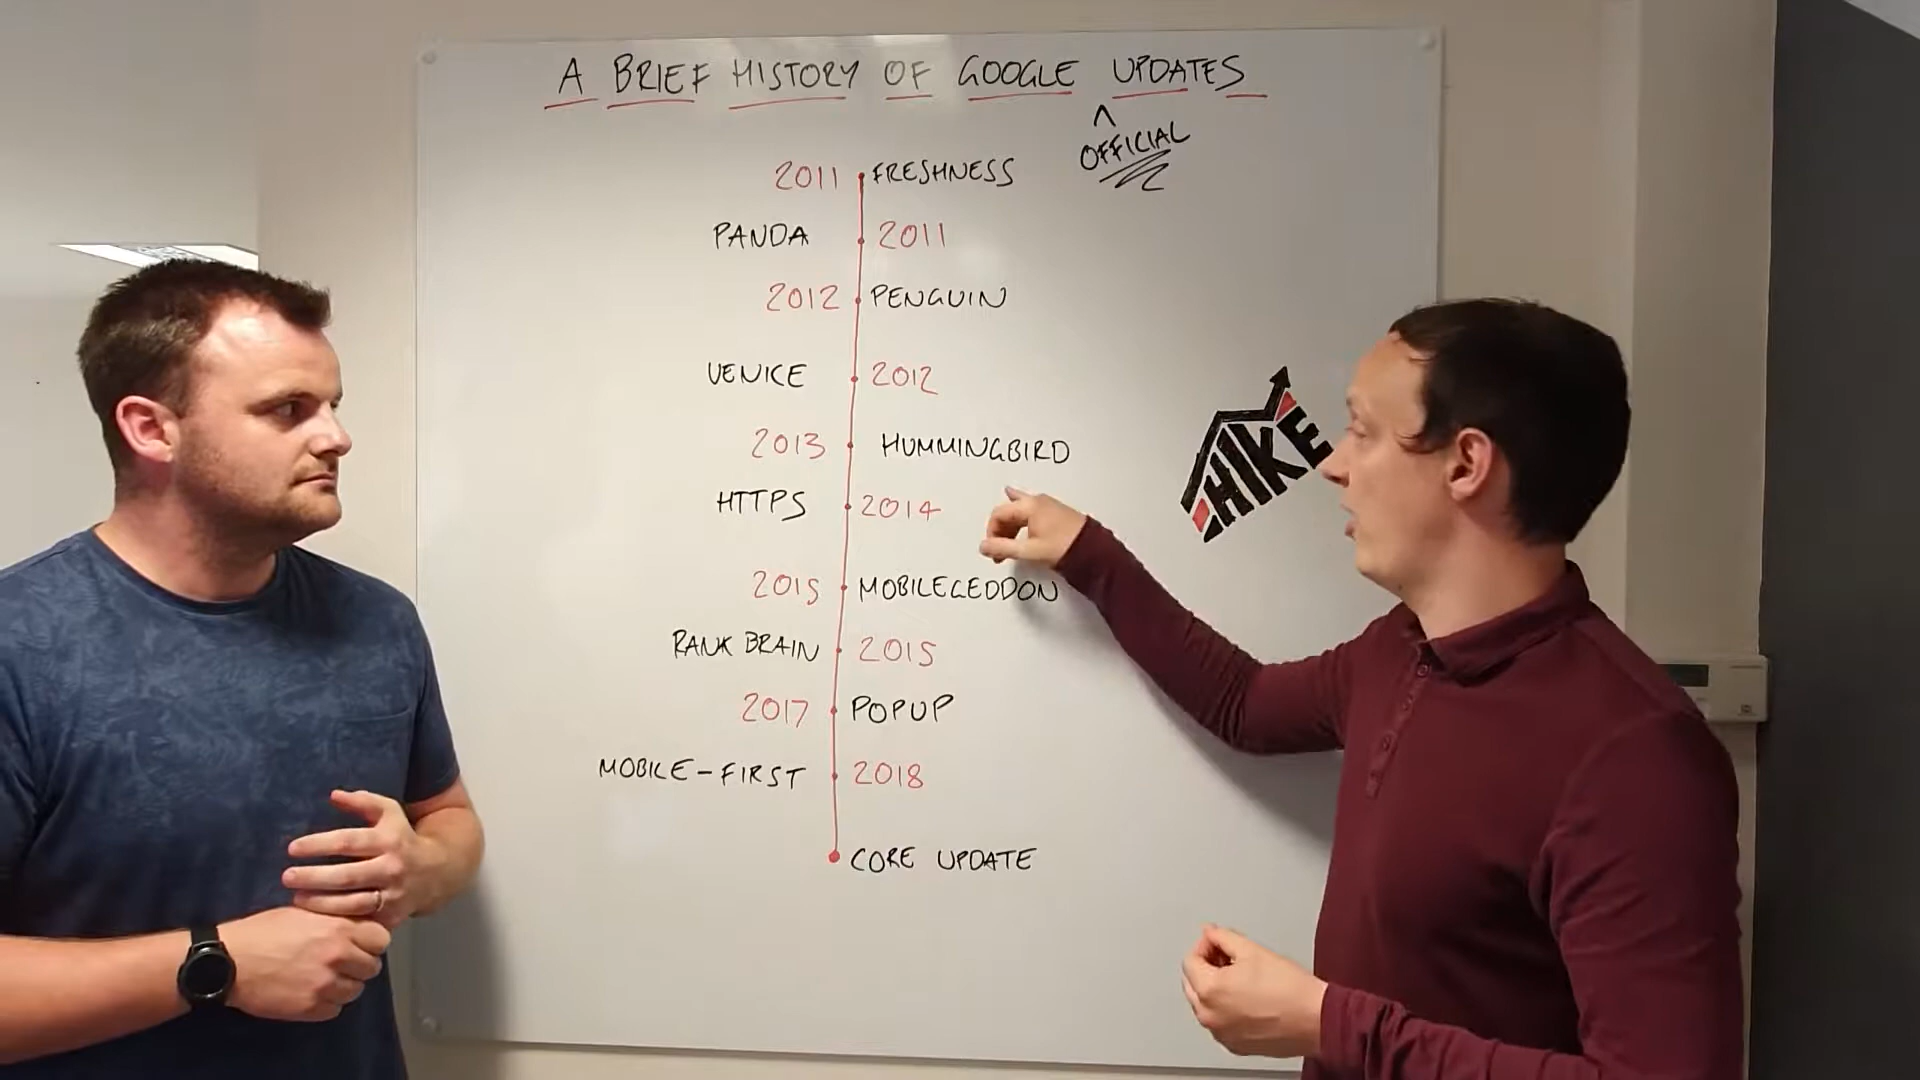 A BRIEF HISTORY OF GOOGLE UPDATES
^
OFFICIAL
2011 FRESHNESS
PANDA 2011
2012 PENGUIN
VENICE 2012
2013 HUMMINGBIRD
HTTPS 2014
2015 MOBILEGEDDON
RANK BRAIN 2015
2017 POPUP
MOBILE-FIRST 2018
CORE UPDATE
HIKE